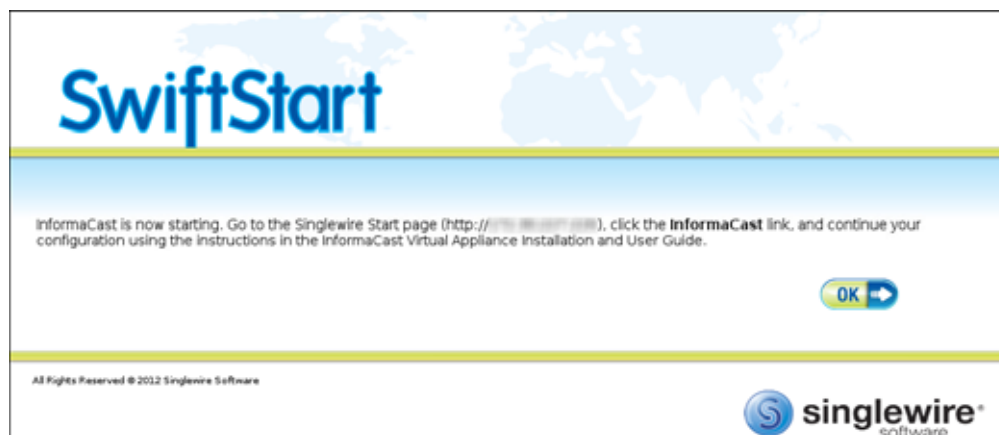 SwiftStart
InformaCast is now starting. Go to the Singlewire Start page (http:// ), click the InformaCast link, and continue your
configuration using the instructions in the InformaCast Virtual Appliance Installation and User Guide.
OK
All Rights Reserved © 2012 Singlewire Software
singlewire
software